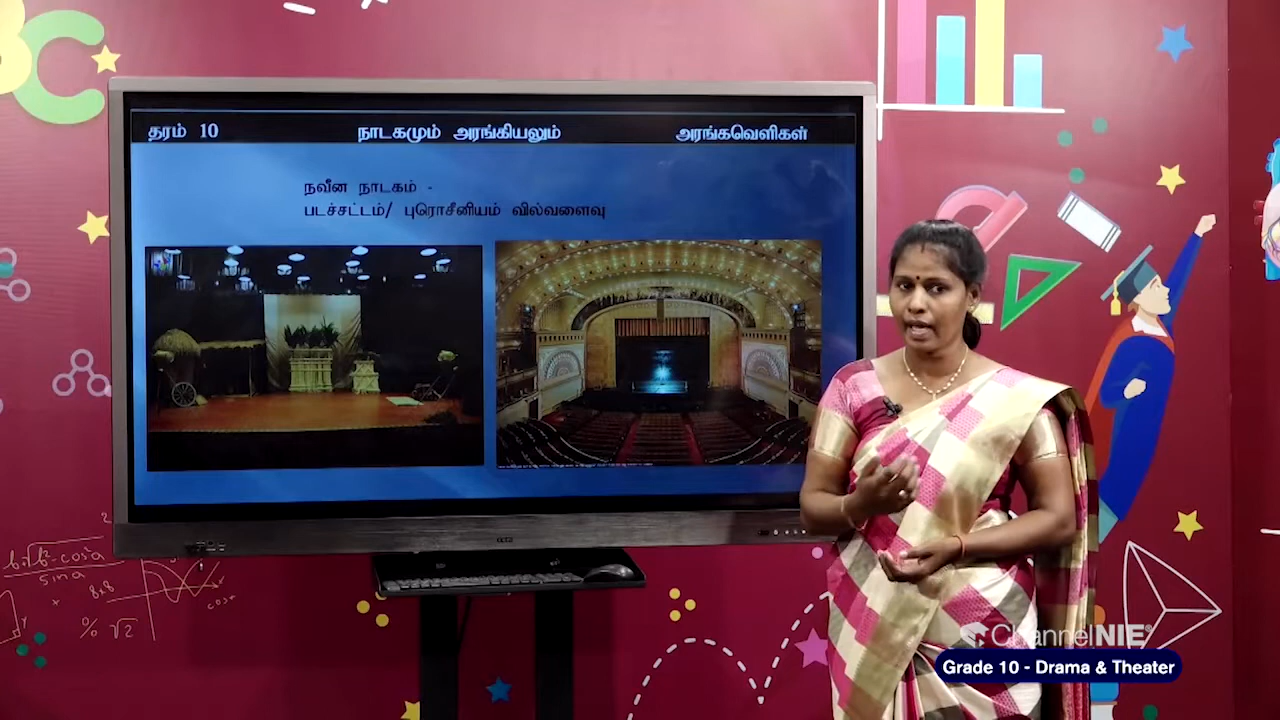 தரம் 10 நாடகமும் அரங்கியலும் அரங்கவெளிகள்
நவீன நாடகம் -
படச்சட்டம்/ புரொசீனியம் வில்வளைவு
ChannelNIE
Grade 10 - Drama & Theater